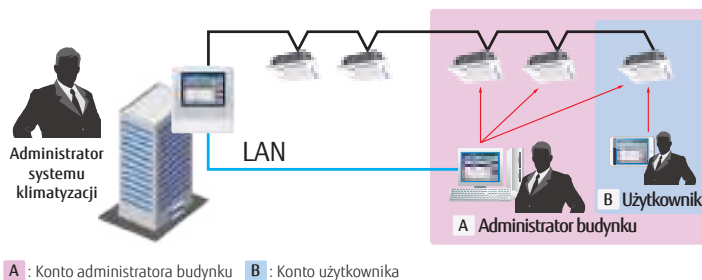 Administrator
systemu
klimatyzacji
LAN
B Użytkownik
A Administrator budynku
A : Konto administratora budynku B : Konto użytkownika